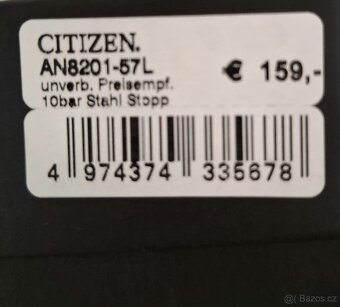 CITIZEN.
AN8201-57L
€ 159,-
unverb. Preisempf.
10bar Stahl Stopp
4 974374 335678
Bazos.cz